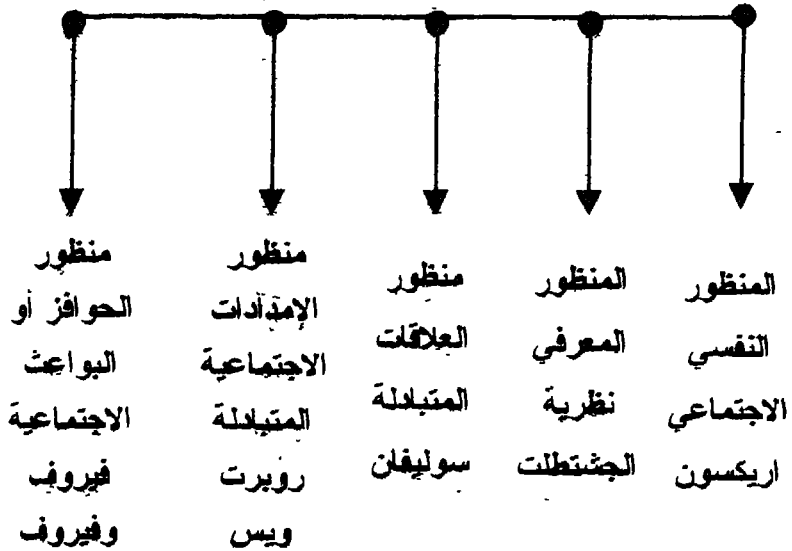 المنظور
النفسي
الاجتماعي
اريكسون
المنظور
المعرفي
نظرية
الجشتطلت
منظور
العلاقات
المتبادلة
سوليفان
منظور
الإمدادات
الاجتماعية
المتبادلة
روبرت
ويس
منظور
الحوافز أو
البواعث
الاجتماعية
فيروف
وفيروف